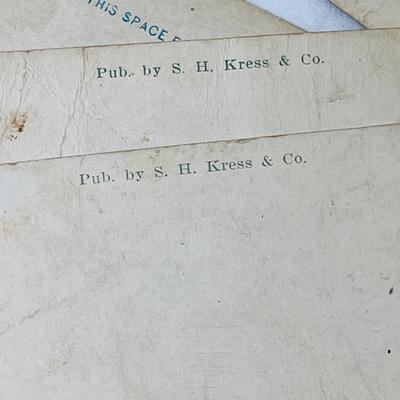 THIS SPACE
Pub. by S. H. Kress & Co.
Pub. by S. H. Kress & Co.